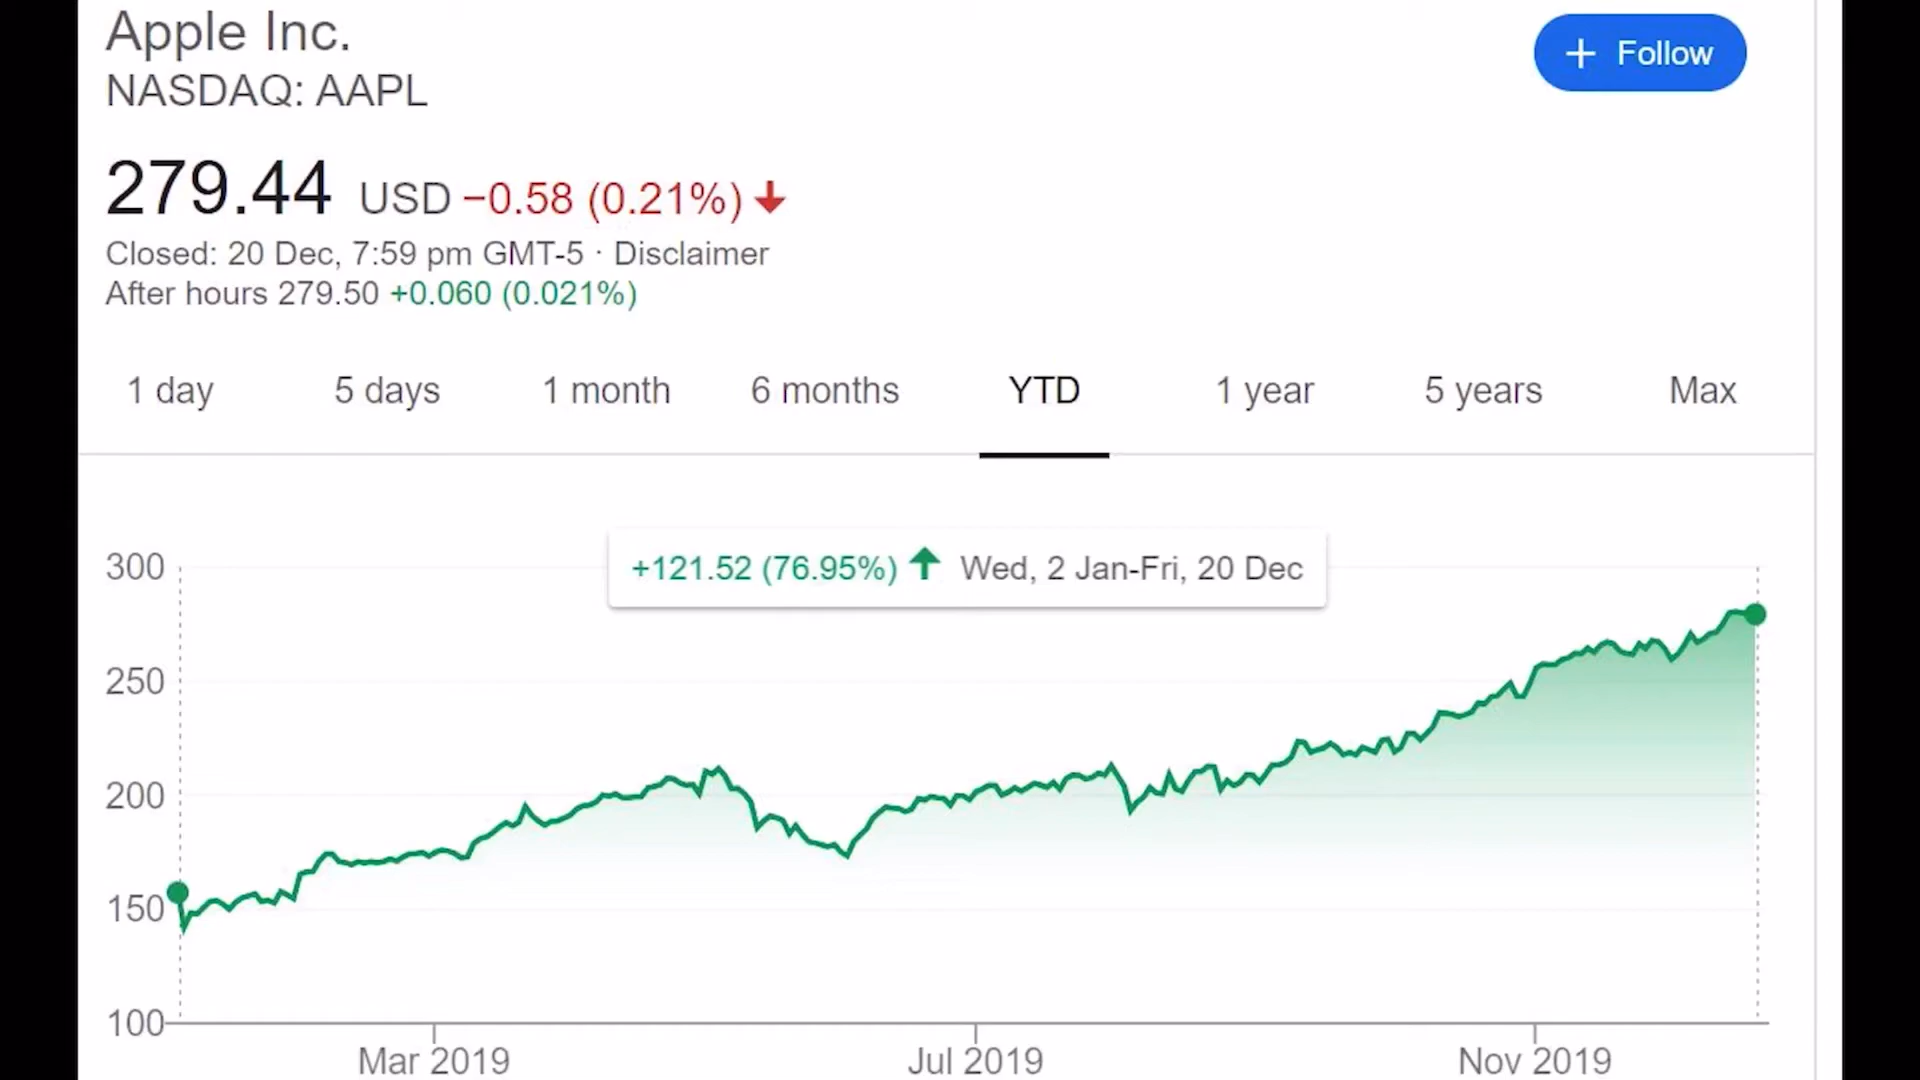 Apple Inc.
+ Follow
NASDAQ: AAPL
279.44 USD −0.58 (0.21%)
Closed: 20 Dec, 7:59 pm GMT-5 · Disclaimer
After hours 279.50 +0.060 (0.021%)
1 day 5 days 1 month 6 months YTD 1 year 5 years Max
+121.52 (76.95%) Wed, 2 Jan-Fri, 20 Dec
300
250
200
150
100
Mar 2019 Jul 2019 Nov 2019